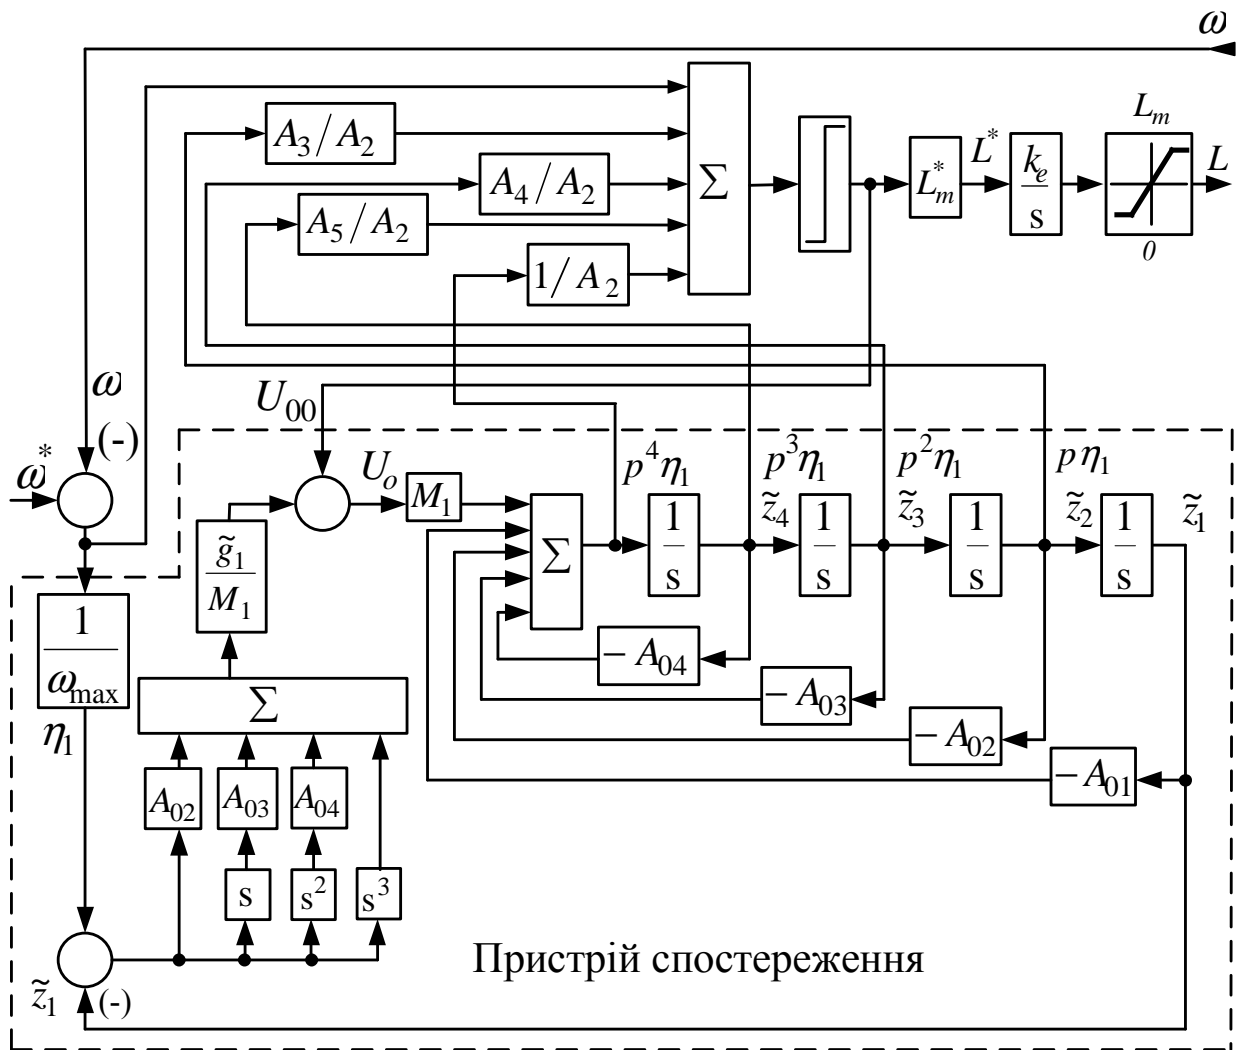 ω
A₃/A₂
A₄/A₂
A₅/A₂
1/A₂
Σ
L*ₘ
L*
kₑ/s
Lₘ
0
L
ω
(-)
ω*
U₀₀
Uₒ
M₁
Σ
p⁴η₁
1/s
p³η₁
z̃₄
1/s
p²η₁
z̃₃
1/s
pη₁
z̃₂
1/s
z̃₁
g̃₁/M₁
1/ω_max
η₁
Σ
− A₀₄
− A₀₃
− A₀₂
− A₀₁
A₀₂
A₀₃
A₀₄
s
s²
s³
z̃₁
(-)
Пристрій спостереження